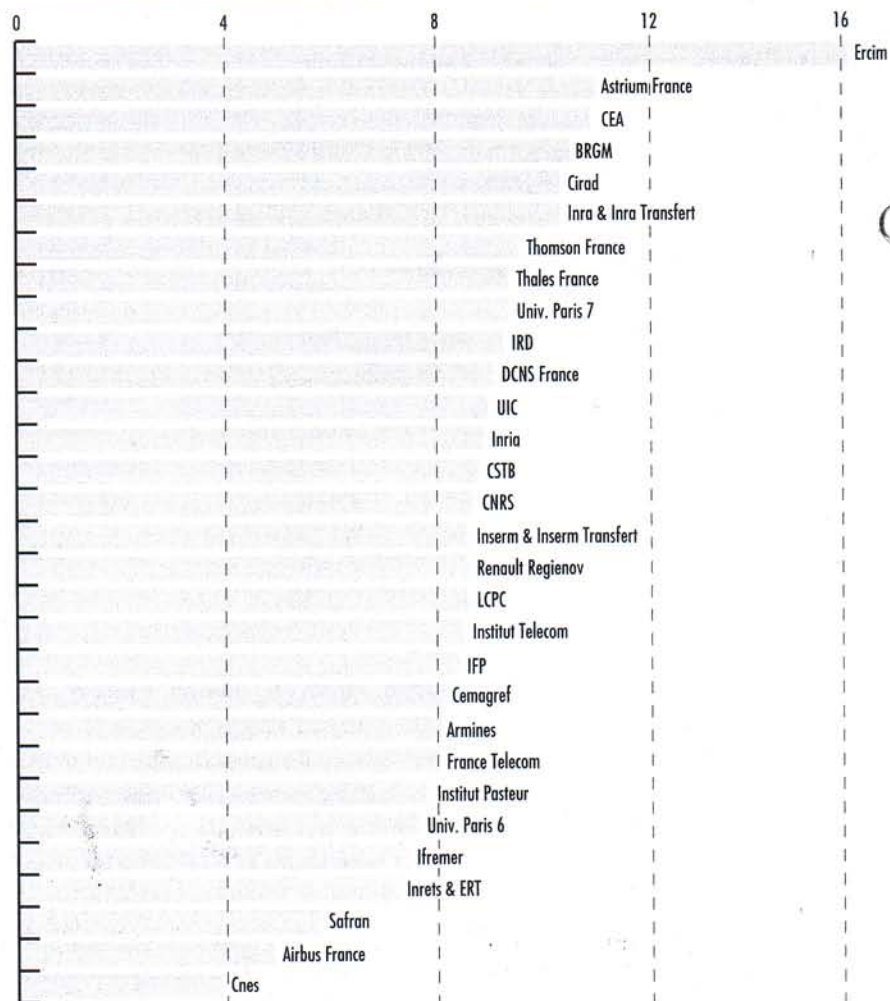 0 4 8 12 16
Ercim
Astrium France
CEA
BRGM
Cirad
Inra & Inra Transfert
Thomson France
Thales France
Univ. Paris 7
IRD
DCNS France
UIC
Inria
CSTB
CNRS
Inserm & Inserm Transfert
Renault Regienov
LCPC
Institut Telecom
IFP
Cemagref
Armines
France Telecom
Institut Pasteur
Univ. Paris 6
Ifremer
Inrets & ERT
Safran
Airbus France
Cnes